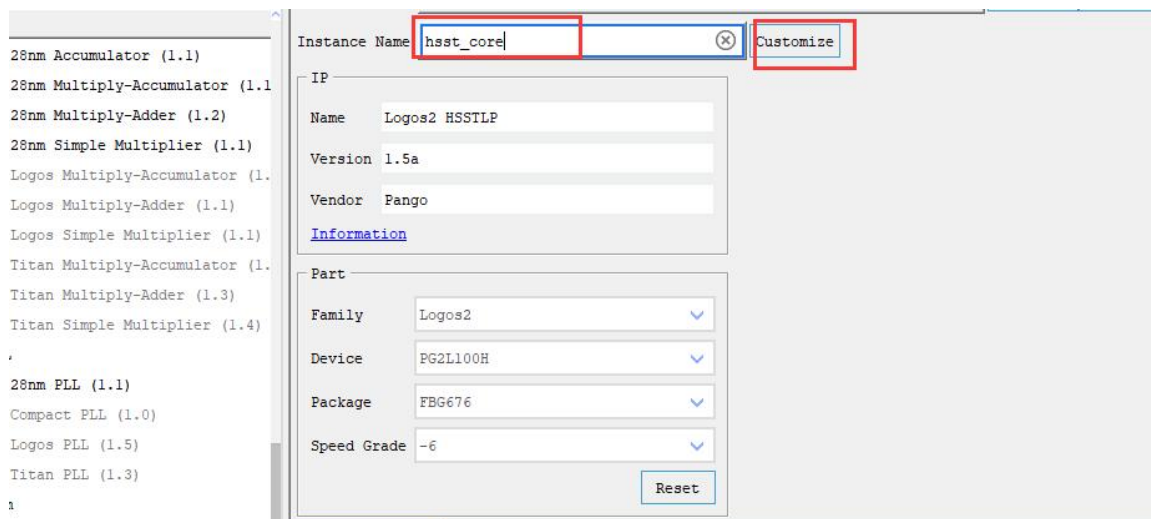 28nm Accumulator (1.1)
28nm Multiply-Accumulator (1.1
28nm Multiply-Adder (1.2)
28nm Simple Multiplier (1.1)
Logos Multiply-Accumulator (1.
Logos Multiply-Adder (1.1)
Logos Simple Multiplier (1.1)
Titan Multiply-Accumulator (1.
Titan Multiply-Adder (1.3)
Titan Simple Multiplier (1.4)
28nm PLL (1.1)
Compact PLL (1.0)
Logos PLL (1.5)
Titan PLL (1.3)
Instance Name hsst_core Customize
IP
Name Logos2 HSSTLP
Version 1.5a
Vendor Pango
Information
Part
Family Logos2
Device PG2L100H
Package FBG676
Speed Grade -6
Reset